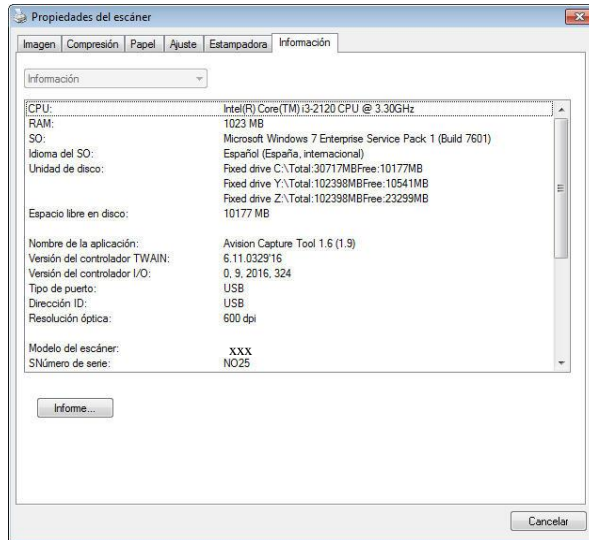 Propiedades del escáner
Imagen Compresión Papel Ajuste Estampadora Información
Información
CPU: Intel(R) Core(TM) i3-2120 CPU @ 3.30GHz
RAM: 1023 MB
SO: Microsoft Windows 7 Enterprise Service Pack 1 (Build 7601)
Idioma del SO: Español (España, internacional)
Unidad de disco: Fixed drive C:\Total:30717MBFree:10177MB
Fixed drive Y:\Total:102398MBFree:10541MB
Fixed drive Z:\Total:102398MBFree:23299MB
Espacio libre en disco: 10177 MB
Nombre de la aplicación: Avision Capture Tool 1.6 (1.9)
Versión del controlador TWAIN: 6.11.0329'16
Versión del controlador I/O: 0, 9, 2016, 324
Tipo de puerto: USB
Dirección ID: USB
Resolución óptica: 600 dpi
Modelo del escáner: xxx
SNúmero de serie: NO25
Informe...
Cancelar